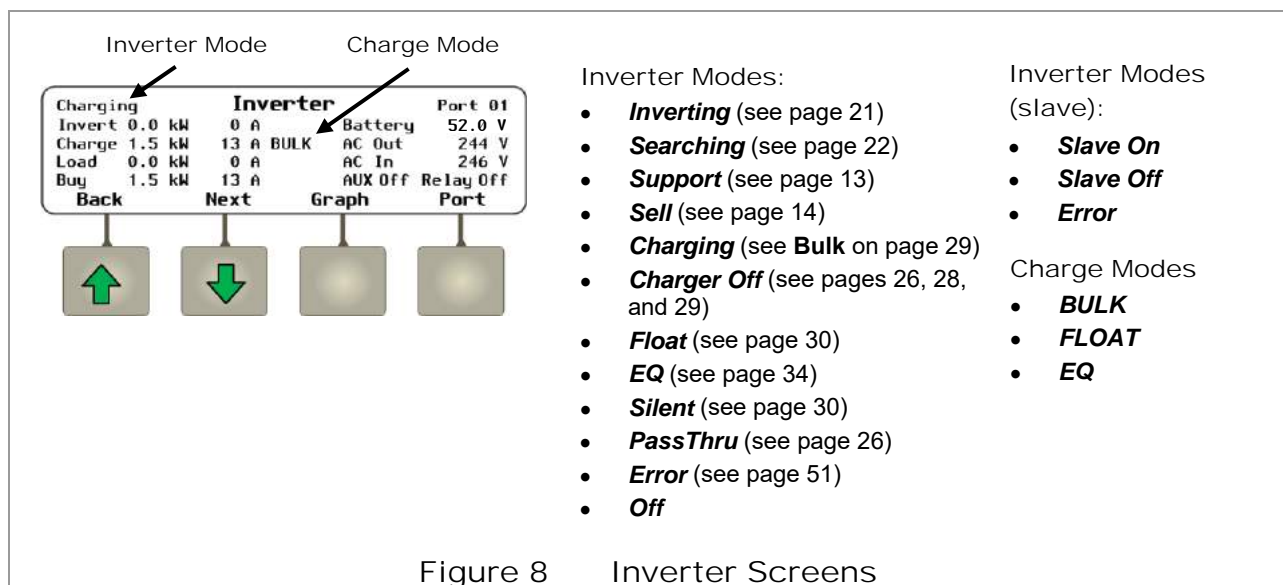 Inverter Mode Charge Mode
Charging Inverter Port 01
Invert 0.0 kW 0 A Battery 52.0 V
Charge 1.5 kW 13 A BULK AC Out 244 V
Load 0.0 kW 0 A AC In 246 V
Buy 1.5 kW 13 A AUX Off Relay Off
Back Next Graph Port
Inverter Modes:
• Inverting (see page 21)
• Searching (see page 22)
• Support (see page 13)
• Sell (see page 14)
• Charging (see Bulk on page 29)
• Charger Off (see pages 26, 28,
and 29)
• Float (see page 30)
• EQ (see page 34)
• Silent (see page 30)
• PassThru (see page 26)
• Error (see page 51)
• Off
Inverter Modes
(slave):
• Slave On
• Slave Off
• Error
Charge Modes
• BULK
• FLOAT
• EQ
Figure 8 Inverter Screens